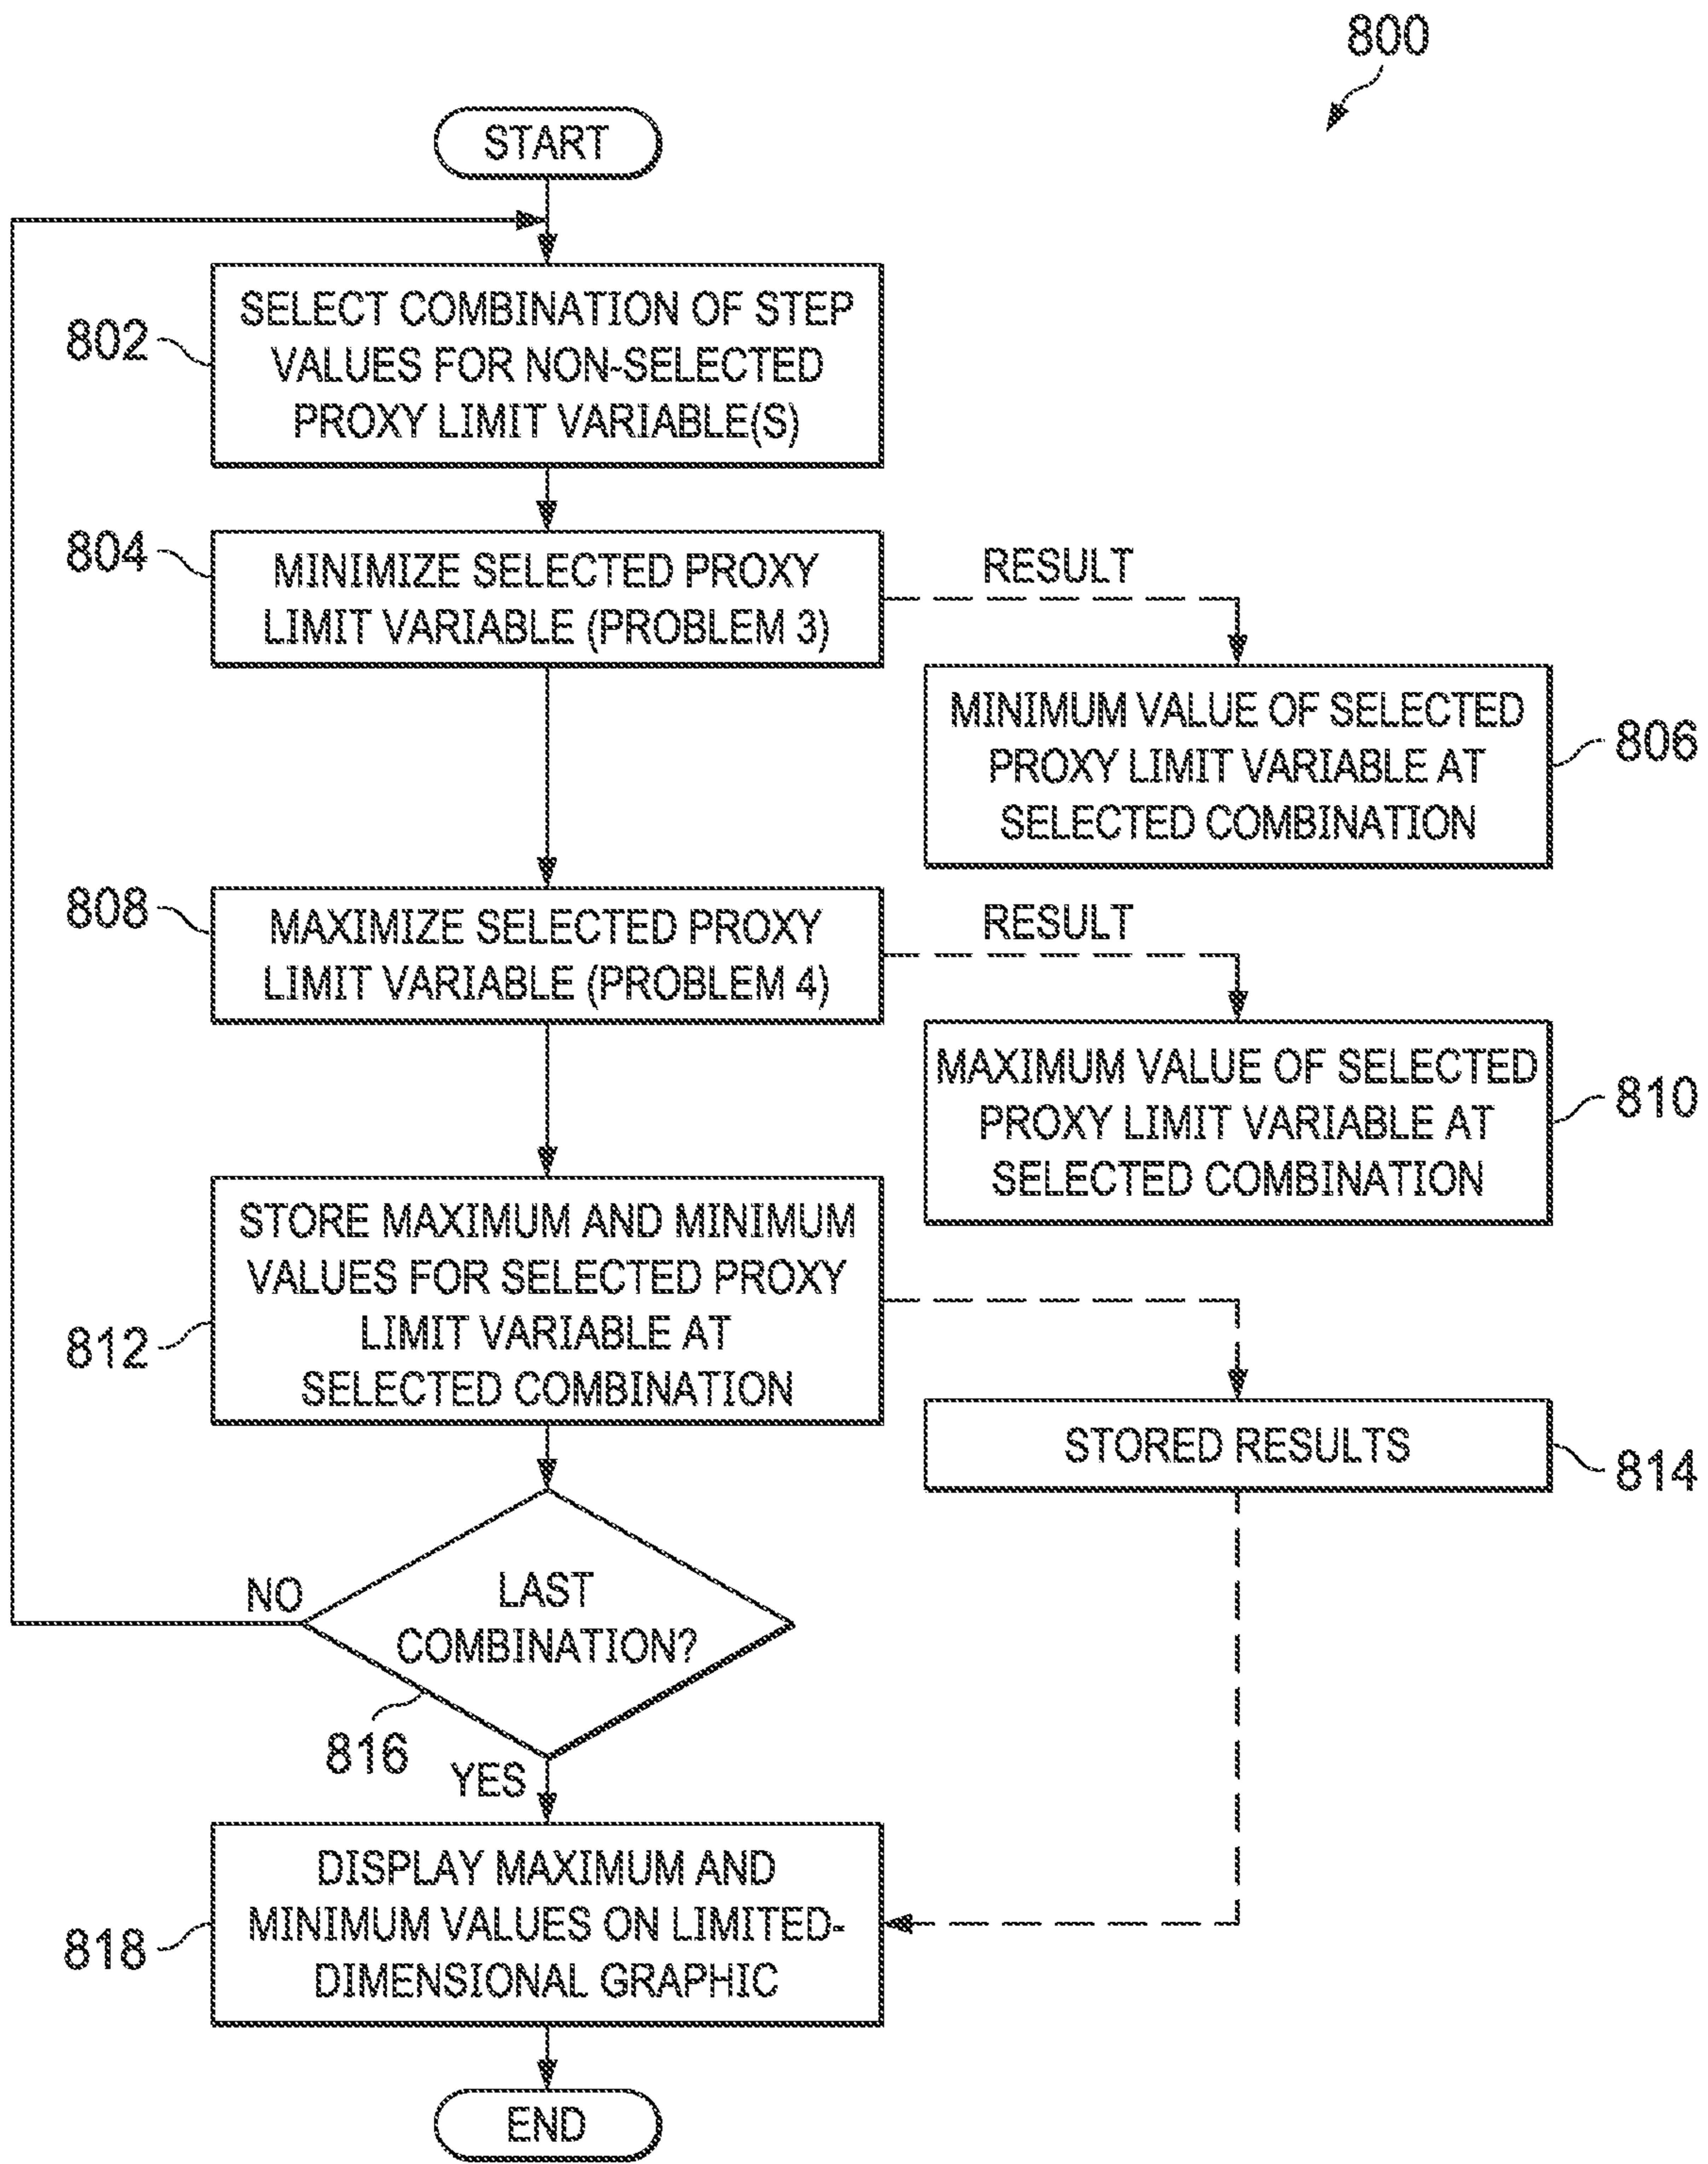 800
START
802
SELECT COMBINATION OF STEP
VALUES FOR NON-SELECTED
PROXY LIMIT VARIABLE(S)
804
MINIMIZE SELECTED PROXY
LIMIT VARIABLE (PROBLEM 3)
RESULT
MINIMUM VALUE OF SELECTED
PROXY LIMIT VARIABLE AT
SELECTED COMBINATION
806
808
MAXIMIZE SELECTED PROXY
LIMIT VARIABLE (PROBLEM 4)
RESULT
MAXIMUM VALUE OF SELECTED
PROXY LIMIT VARIABLE AT
SELECTED COMBINATION
810
812
STORE MAXIMUM AND MINIMUM
VALUES FOR SELECTED PROXY
LIMIT VARIABLE AT
SELECTED COMBINATION
STORED RESULTS
814
NO
LAST
COMBINATION?
816
YES
818
DISPLAY MAXIMUM AND
MINIMUM VALUES ON LIMITED-
DIMENSIONAL GRAPHIC
END